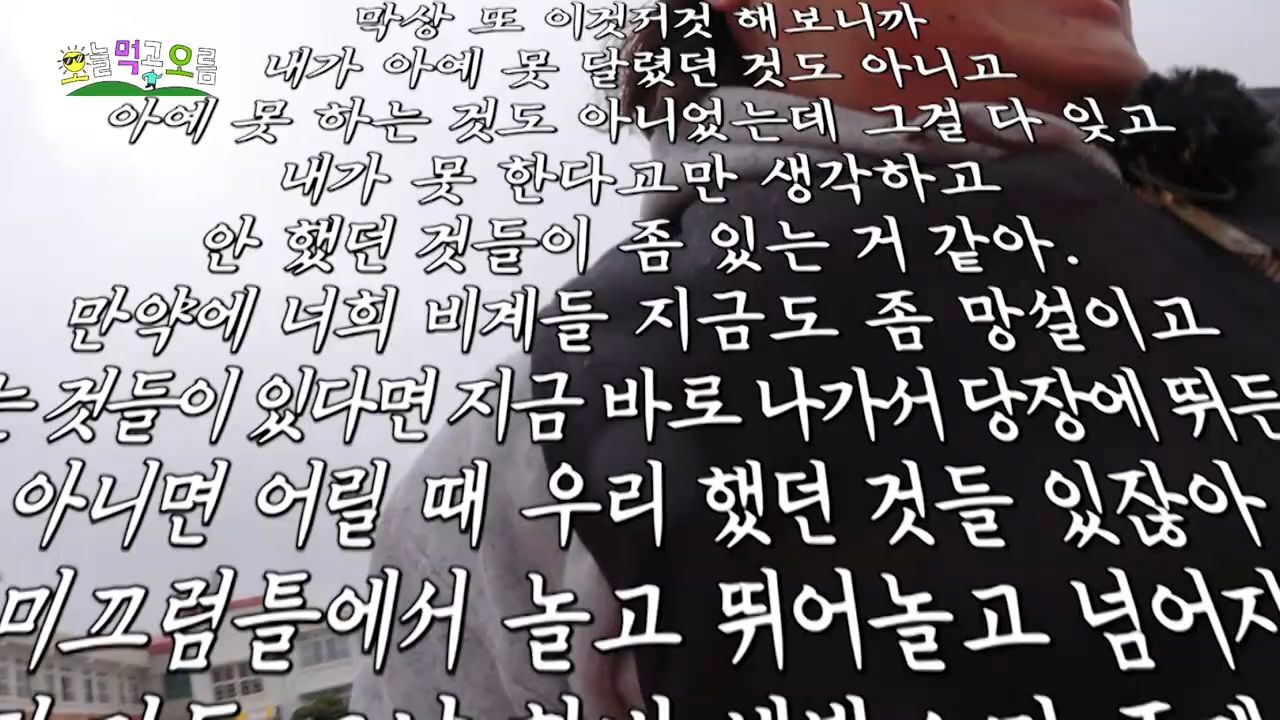 막상 또 이것저것 해보니까
오늘 먹고 오름
내가 아예 못 달렸던 것도 아니고
아예 못 하는 것도 아니었는데 그걸 다 잊고
내가 못 한다고만 생각하고
안 했던 것들이 좀 있는 거 같아.
만약에 너희 비계들 지금도 좀 망설이고
는 것들이 있다면 지금 바로 나가서 당장에 뛰든
아니면 어릴 때 우리 했던 것들 있잖아
미끄럼틀에서 놀고 뛰어놀고 넘어지